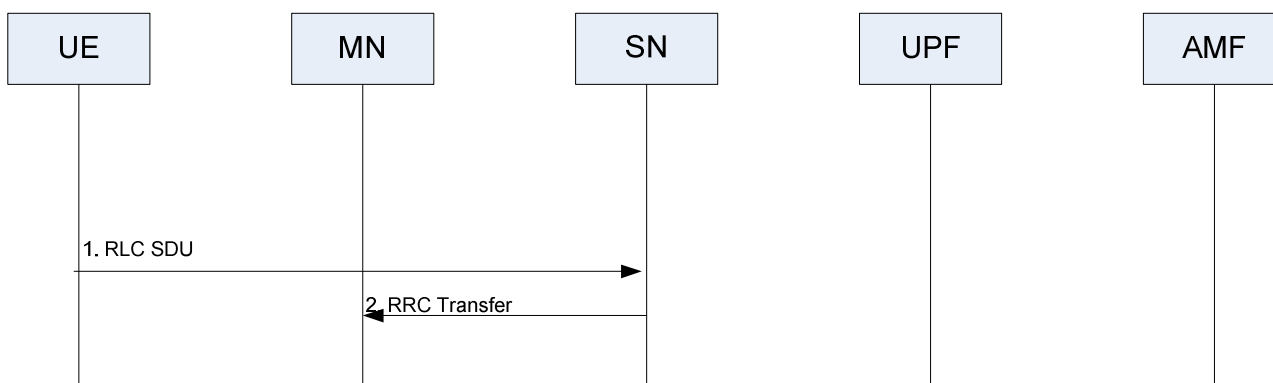 UE
MN
SN
UPF
AMF
1. RLC SDU
2. RRC Transfer